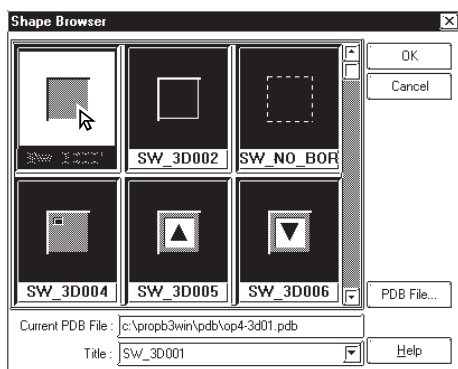 Shape Browser
OK
Cancel
SW_3D002
SW_NO_BOR
SW_3D004
SW_3D005
SW_3D006
PDB File...
Current PDB File : c:\propb3win\pdb\op4-3d01.pdb
Title : SW_3D001
Help